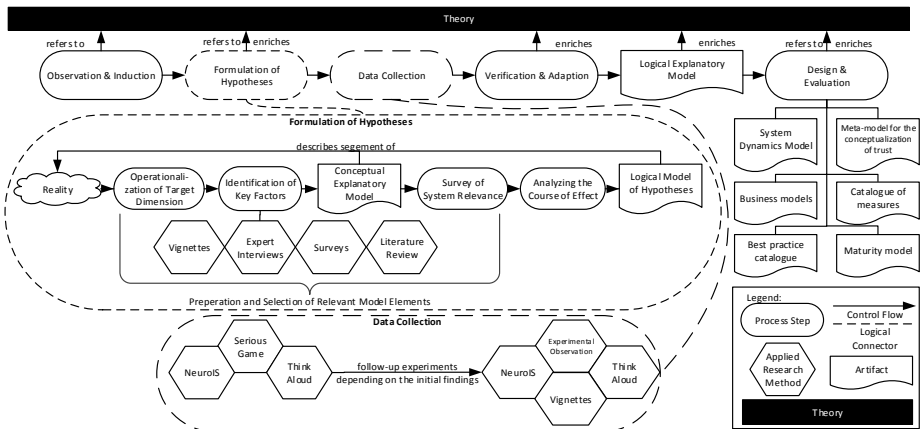 Theory
refers to
enriches
enriches
enriches
refers to
enriches
Observation & Induction
Formulation of
Hypotheses
Data Collection
Verification & Adaption
Logical Explanatory
Model
Design &
Evaluation
Formulation of Hypotheses
describes segement of
Reality
Operationali-
zation of Target
Dimension
Identification of
Key Factors
Conceptual
Explanatory
Model
Survey of
System Relevance
Analyzing the
Course of Effect
Logical Model
of Hypotheses
Vignettes
Expert
Interviews
Surveys
Literature
Review
Preperation and Selection of Relevant Model Elements
System
Dynamics Model
Meta-model for the
conceptualization
of trust
Business models
Catalogue of
measures
Best practice
catalogue
Maturity model
Data Collection
NeuroIS
Serious
Game
Think
Aloud
follow-up experiments
depending on the initial findings
NeuroIS
Experimental
Observation
Vignettes
Think
Aloud
Legend:
Process Step
Control Flow
Logical
Connector
Applied
Research
Method
Artifact
Theory